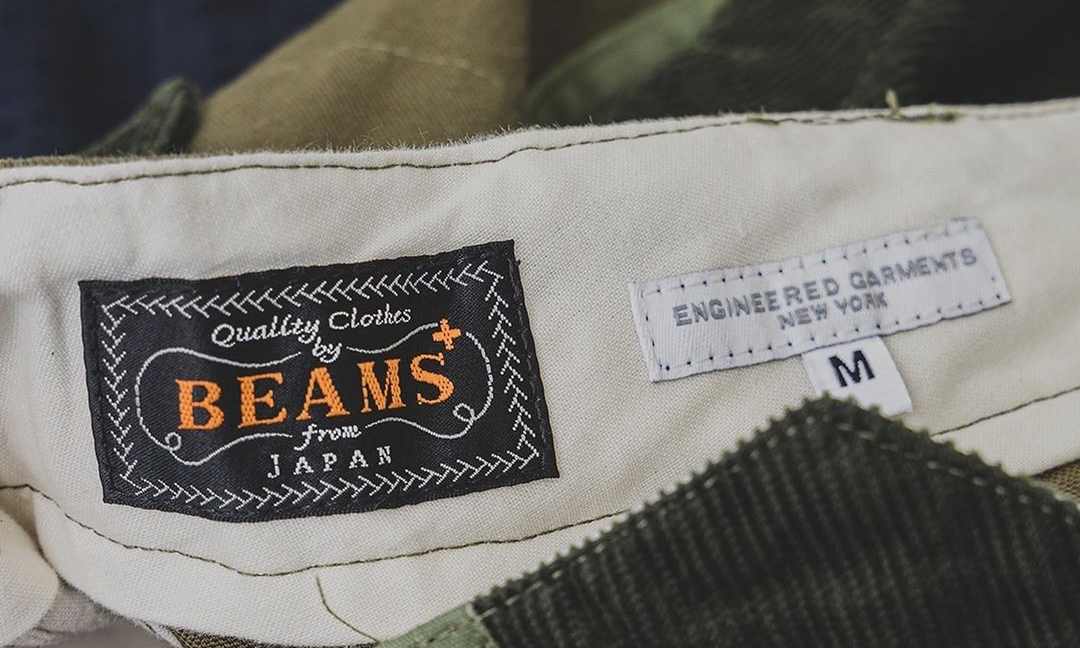 Quality Clothes
by
BEAMS+
from
JAPAN
ENGINEERED GARMENTS
NEW YORK
M